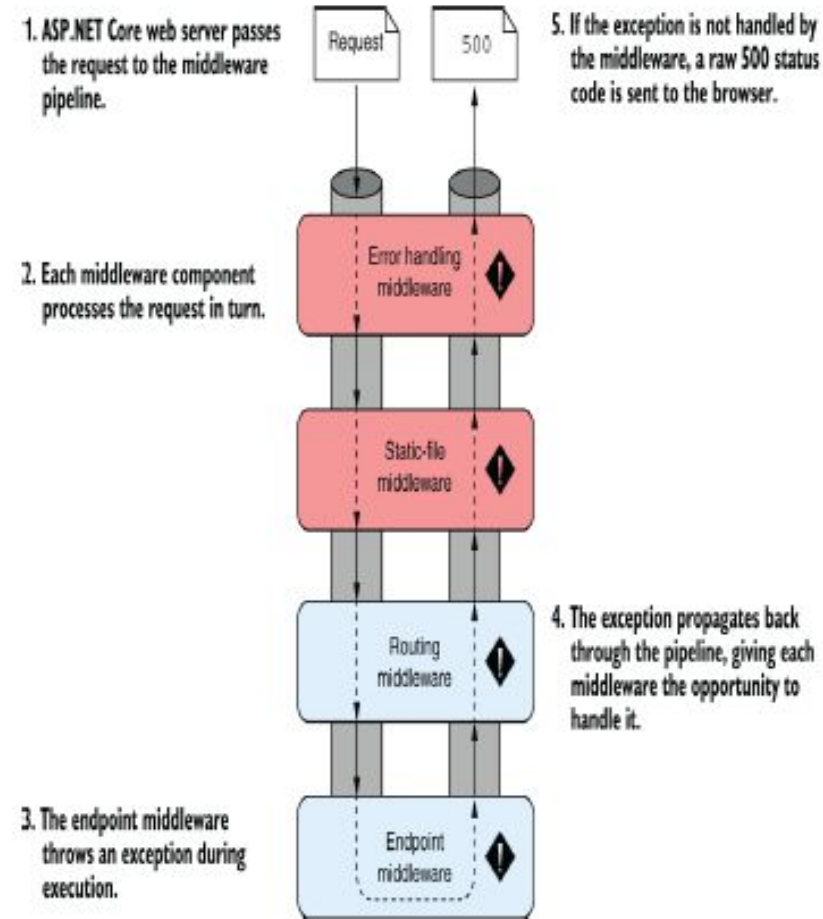 1. ASP.NET Core web server passes
the request to the middleware
pipeline.
Request
500
5. If the exception is not handled by
the middleware, a raw 500 status
code is sent to the browser.
2. Each middleware component
processes the request in turn.
Error handling
middleware
Static-file
middleware
Routing
middleware
4. The exception propagates back
through the pipeline, giving each
middleware the opportunity to
handle it.
3. The endpoint middleware
throws an exception during
execution.
Endpoint
middleware